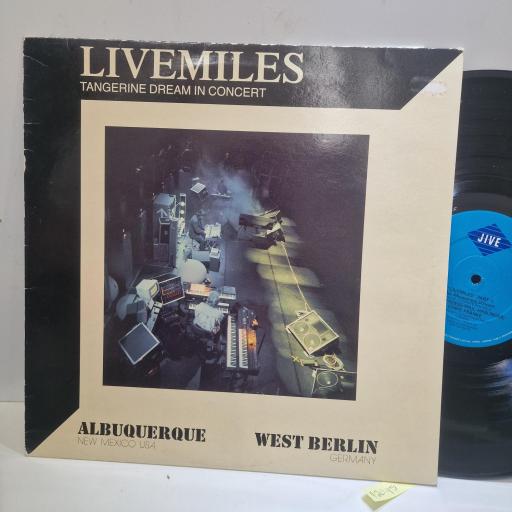 LIVEMILES
TANGERINE DREAM IN CONCERT
JIVE
ALBUQUERQUE
NEW MEXICO USA
WEST BERLIN
GERMANY